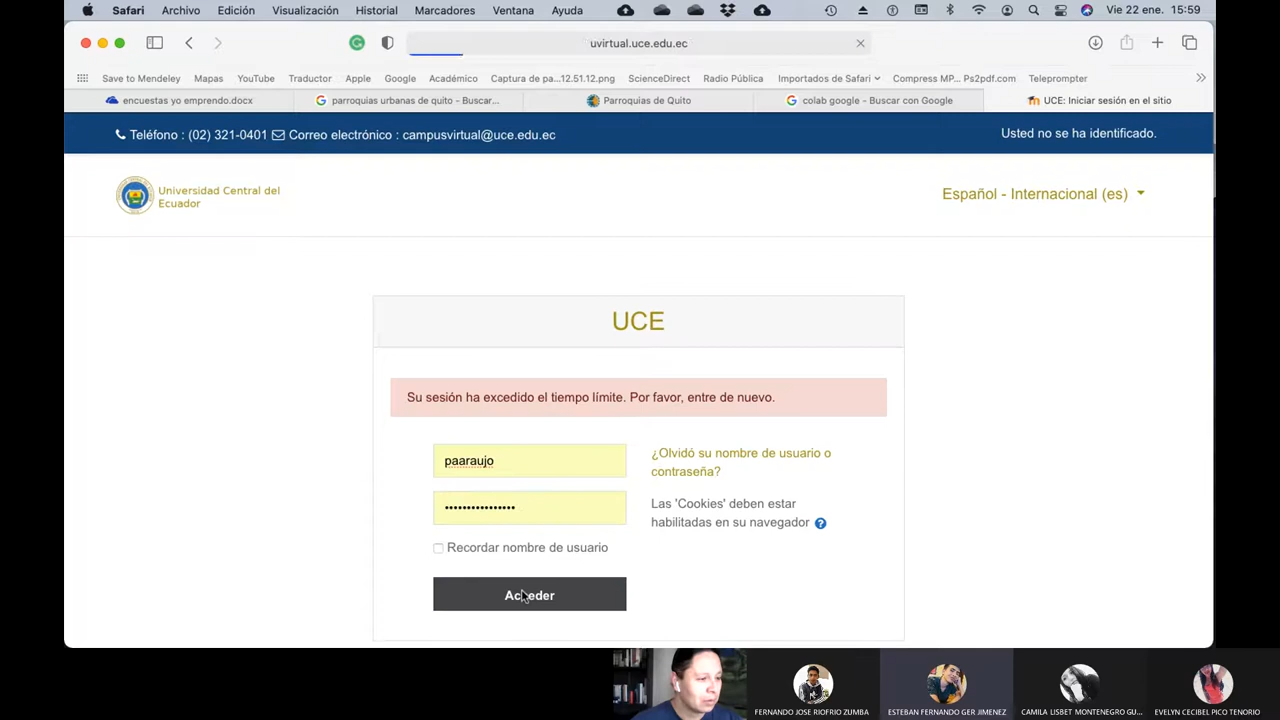 Safari Archivo Edición Visualización Historial Marcadores Ventana Ayuda Vie 22 ene. 15:59
uvirtual.uce.edu.ec
Save to Mendeley Mapas YouTube Traductor Apple Google Académico Captura de pa...12.51.12.png ScienceDirect Radio Pública Importados de Safari Compress MP... Ps2pdf.com Teleprompter
encuestas yo emprendo.docx parroquias urbanas de quito - Buscar... Parroquias de Quito colab google - Buscar con Google UCE: Iniciar sesión en el sitio
Teléfono : (02) 321-0401 Correo electrónico : campusvirtual@uce.edu.ec Usted no se ha identificado.
Universidad Central del
Ecuador
Español - Internacional (es)
UCE
Su sesión ha excedido el tiempo límite. Por favor, entre de nuevo.
paaraujo
¿Olvidó su nombre de usuario o
contraseña?
••••••••••••••••
Las 'Cookies' deben estar
habilitadas en su navegador ?
Recordar nombre de usuario
Acceder
FERNANDO JOSE RIOFRIO ZUMBA ESTEBAN FERNANDO GER JIMENEZ CAMILA LISBET MONTENEGRO GU... EVELYN CECIBEL PICO TENORIO